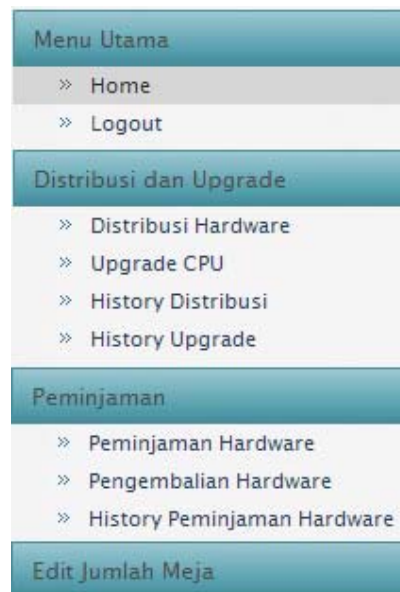 Menu Utama
» Home
» Logout
Distribusi dan Upgrade
» Distribusi Hardware
» Upgrade CPU
» History Distribusi
» History Upgrade
Peminjaman
» Peminjaman Hardware
» Pengembalian Hardware
» History Peminjaman Hardware
Edit Jumlah Meja